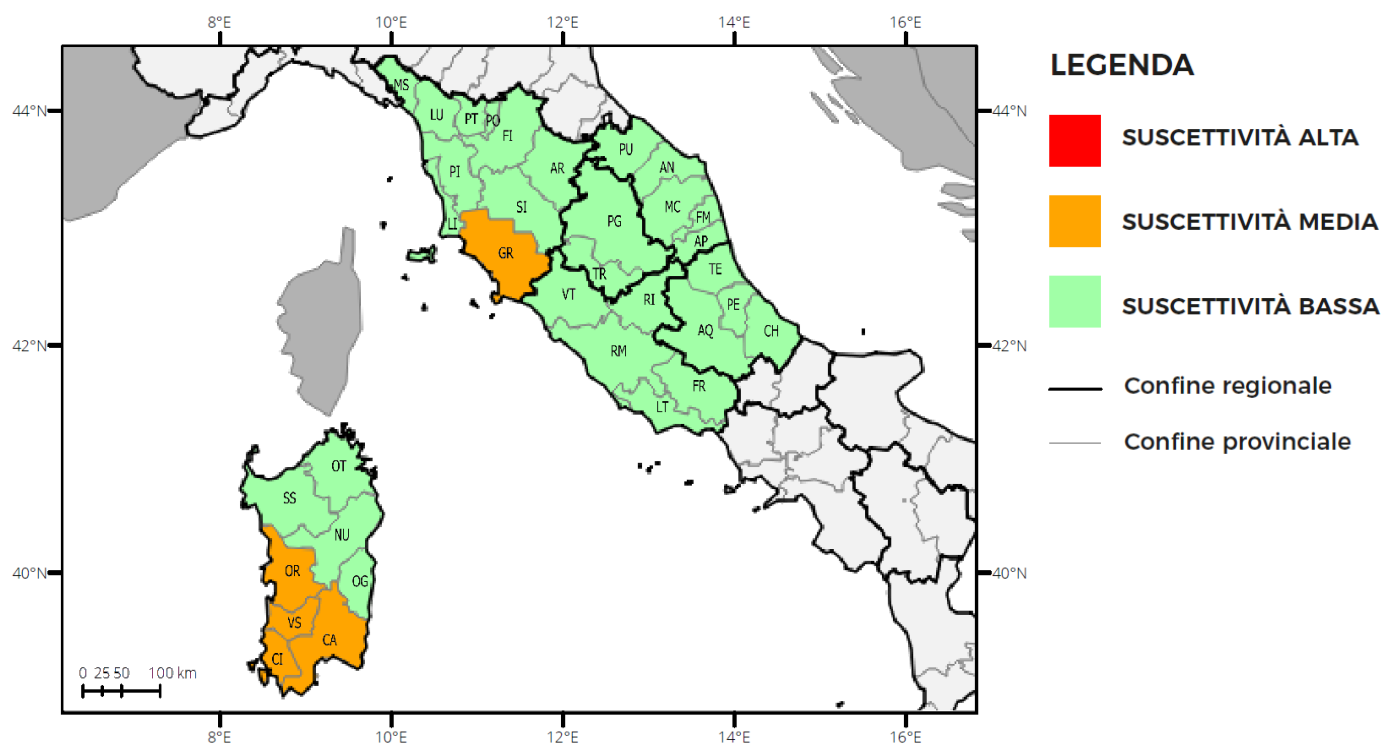 8°E 10°E 12°E 14°E 16°E
LEGENDA
44°N 44°N
SUSCETTIVITÀ ALTA
SUSCETTIVITÀ MEDIA
SUSCETTIVITÀ BASSA
Confine regionale
Confine provinciale
MS
LU PT PO
FI
PI AR
SI
LI
GR
PU
AN
MC
FM
AP
PG
TR
TE
VT RI PE
AQ CH
42°N 42°N
RM
FR
LT
OT
SS
NU
40°N 40°N
OR
OG
VS
CA
CI
0 25 50 100 km
8°E 10°E 12°E 14°E 16°E